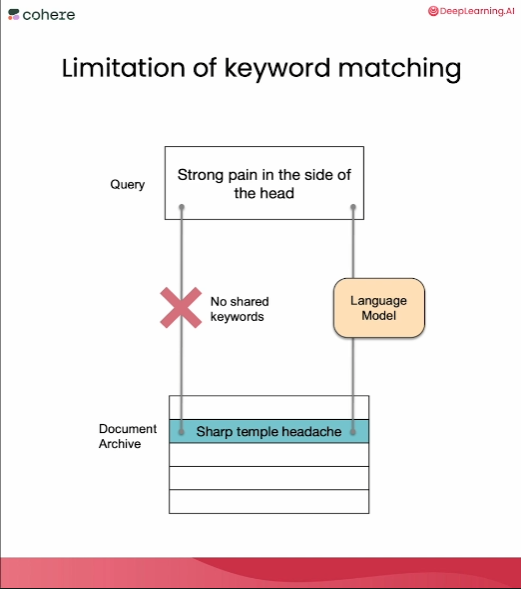 cohere
DeepLearning.AI
Limitation of keyword matching
Query
Strong pain in the side of
the head
No shared
keywords
Language
Model
Document
Archive
Sharp temple headache